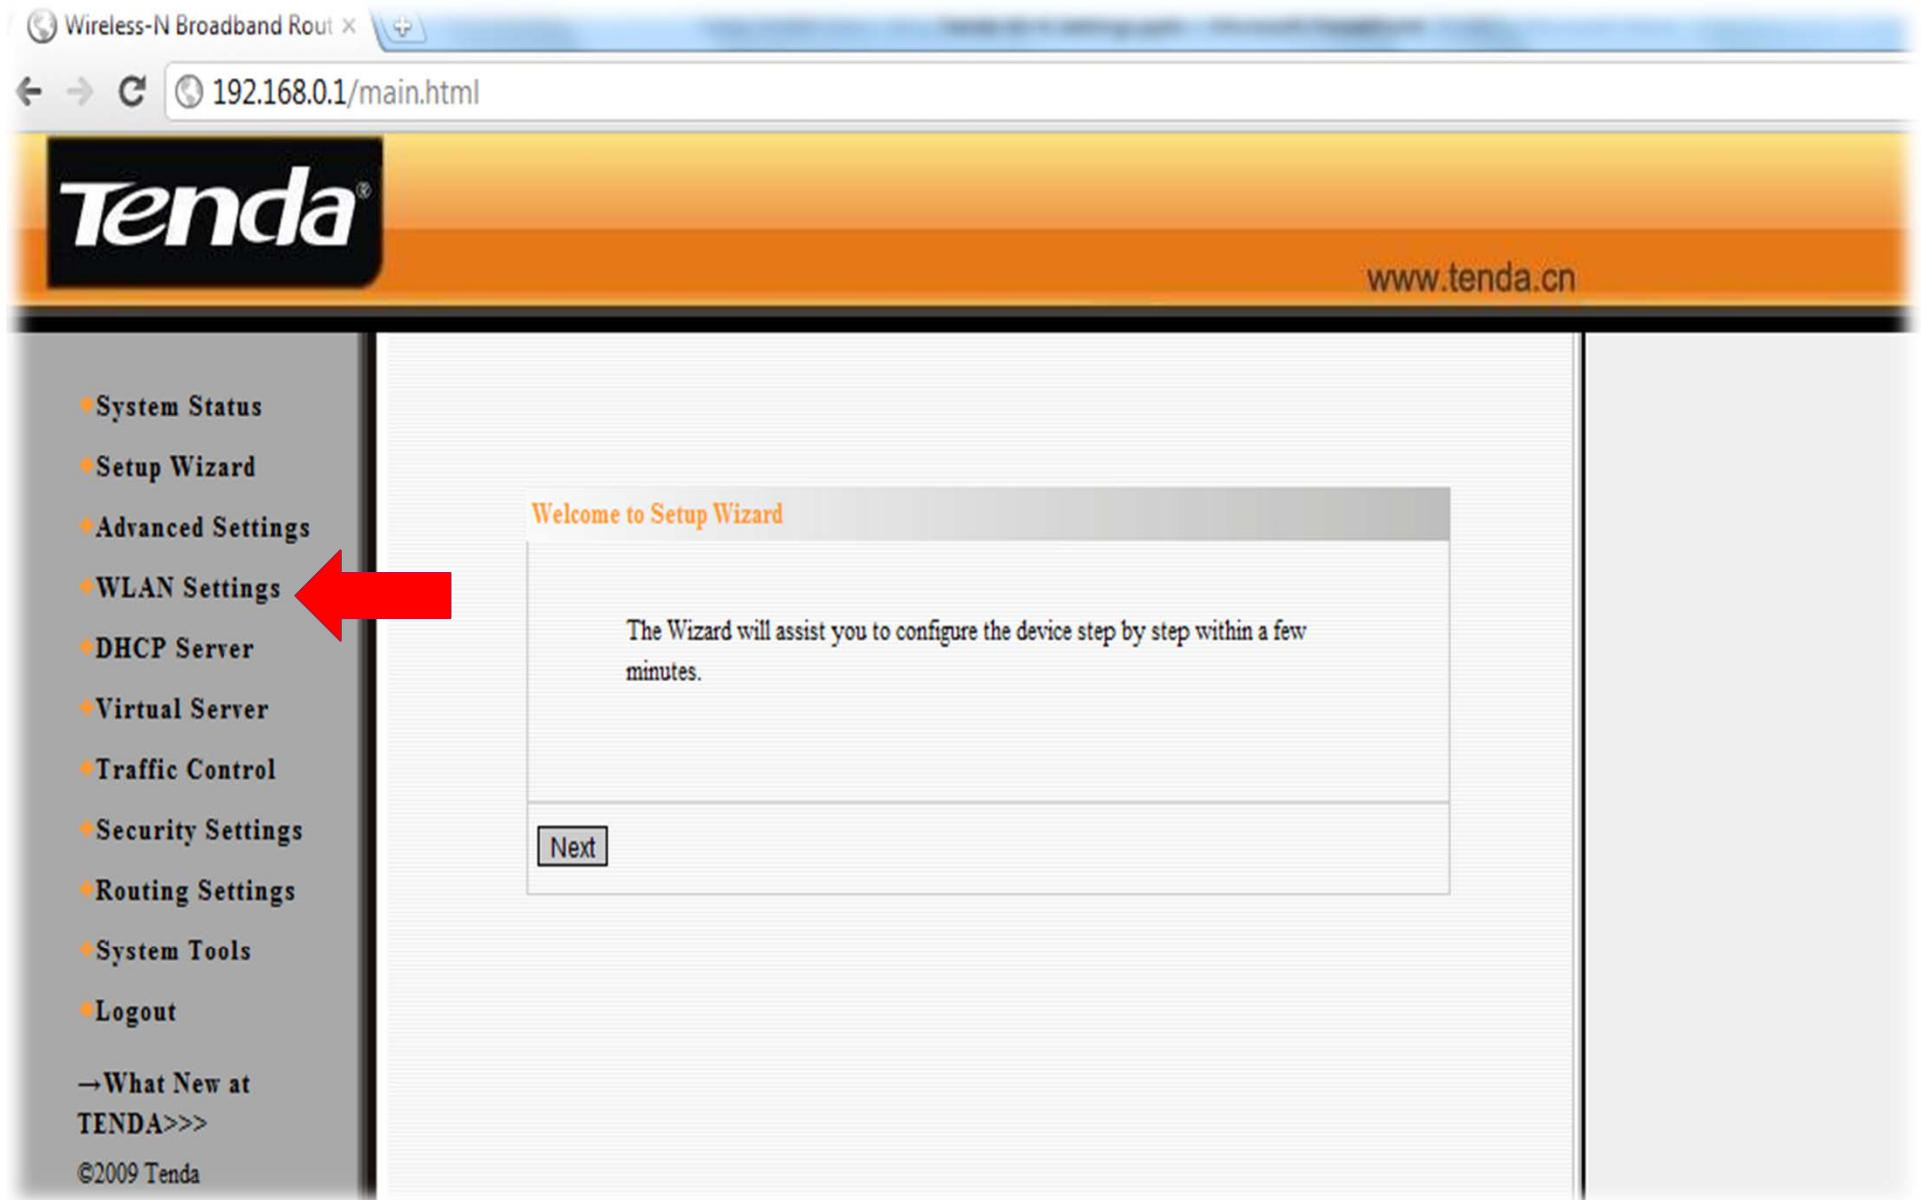 Wireless-N Broadband Rout
192.168.0.1/main.html
Tenda®
www.tenda.cn
System Status
Setup Wizard
Advanced Settings
WLAN Settings
DHCP Server
Virtual Server
Traffic Control
Security Settings
Routing Settings
System Tools
Logout
→What New at
TENDA>>>
©2009 Tenda
Welcome to Setup Wizard
The Wizard will assist you to configure the device step by step within a few
minutes.
Next